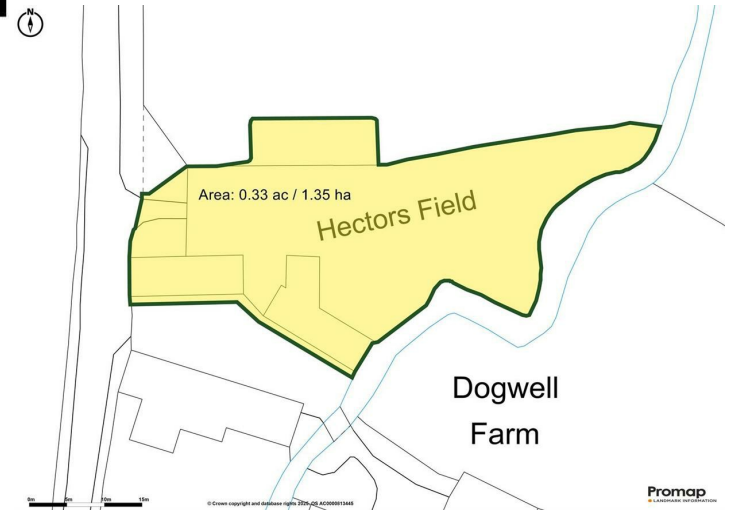 N
Area: 0.33 ac / 1.35 ha
Hectors Field
Dogwell
Farm
0m 5m 10m 15m
© Crown copyright and database rights 2025. OS AC0000813445
Promap
LANDMARK INFORMATION